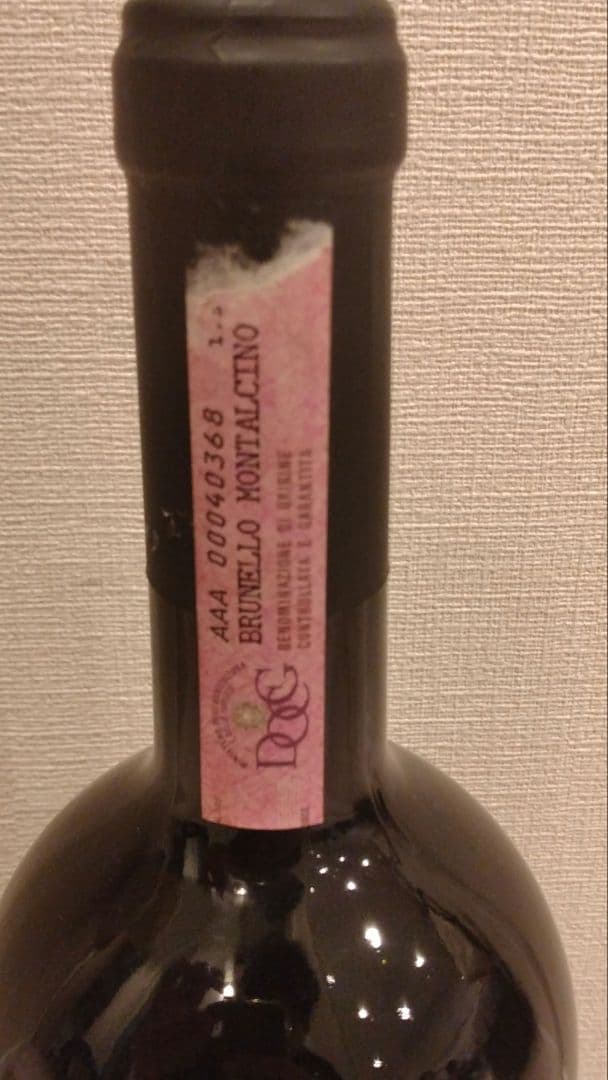 AAA 00040368
BRUNELLO MONTALCINO
DENOMINAZIONE DI ORIGINE
CONTROLLATA E GARANTITA
DOCG